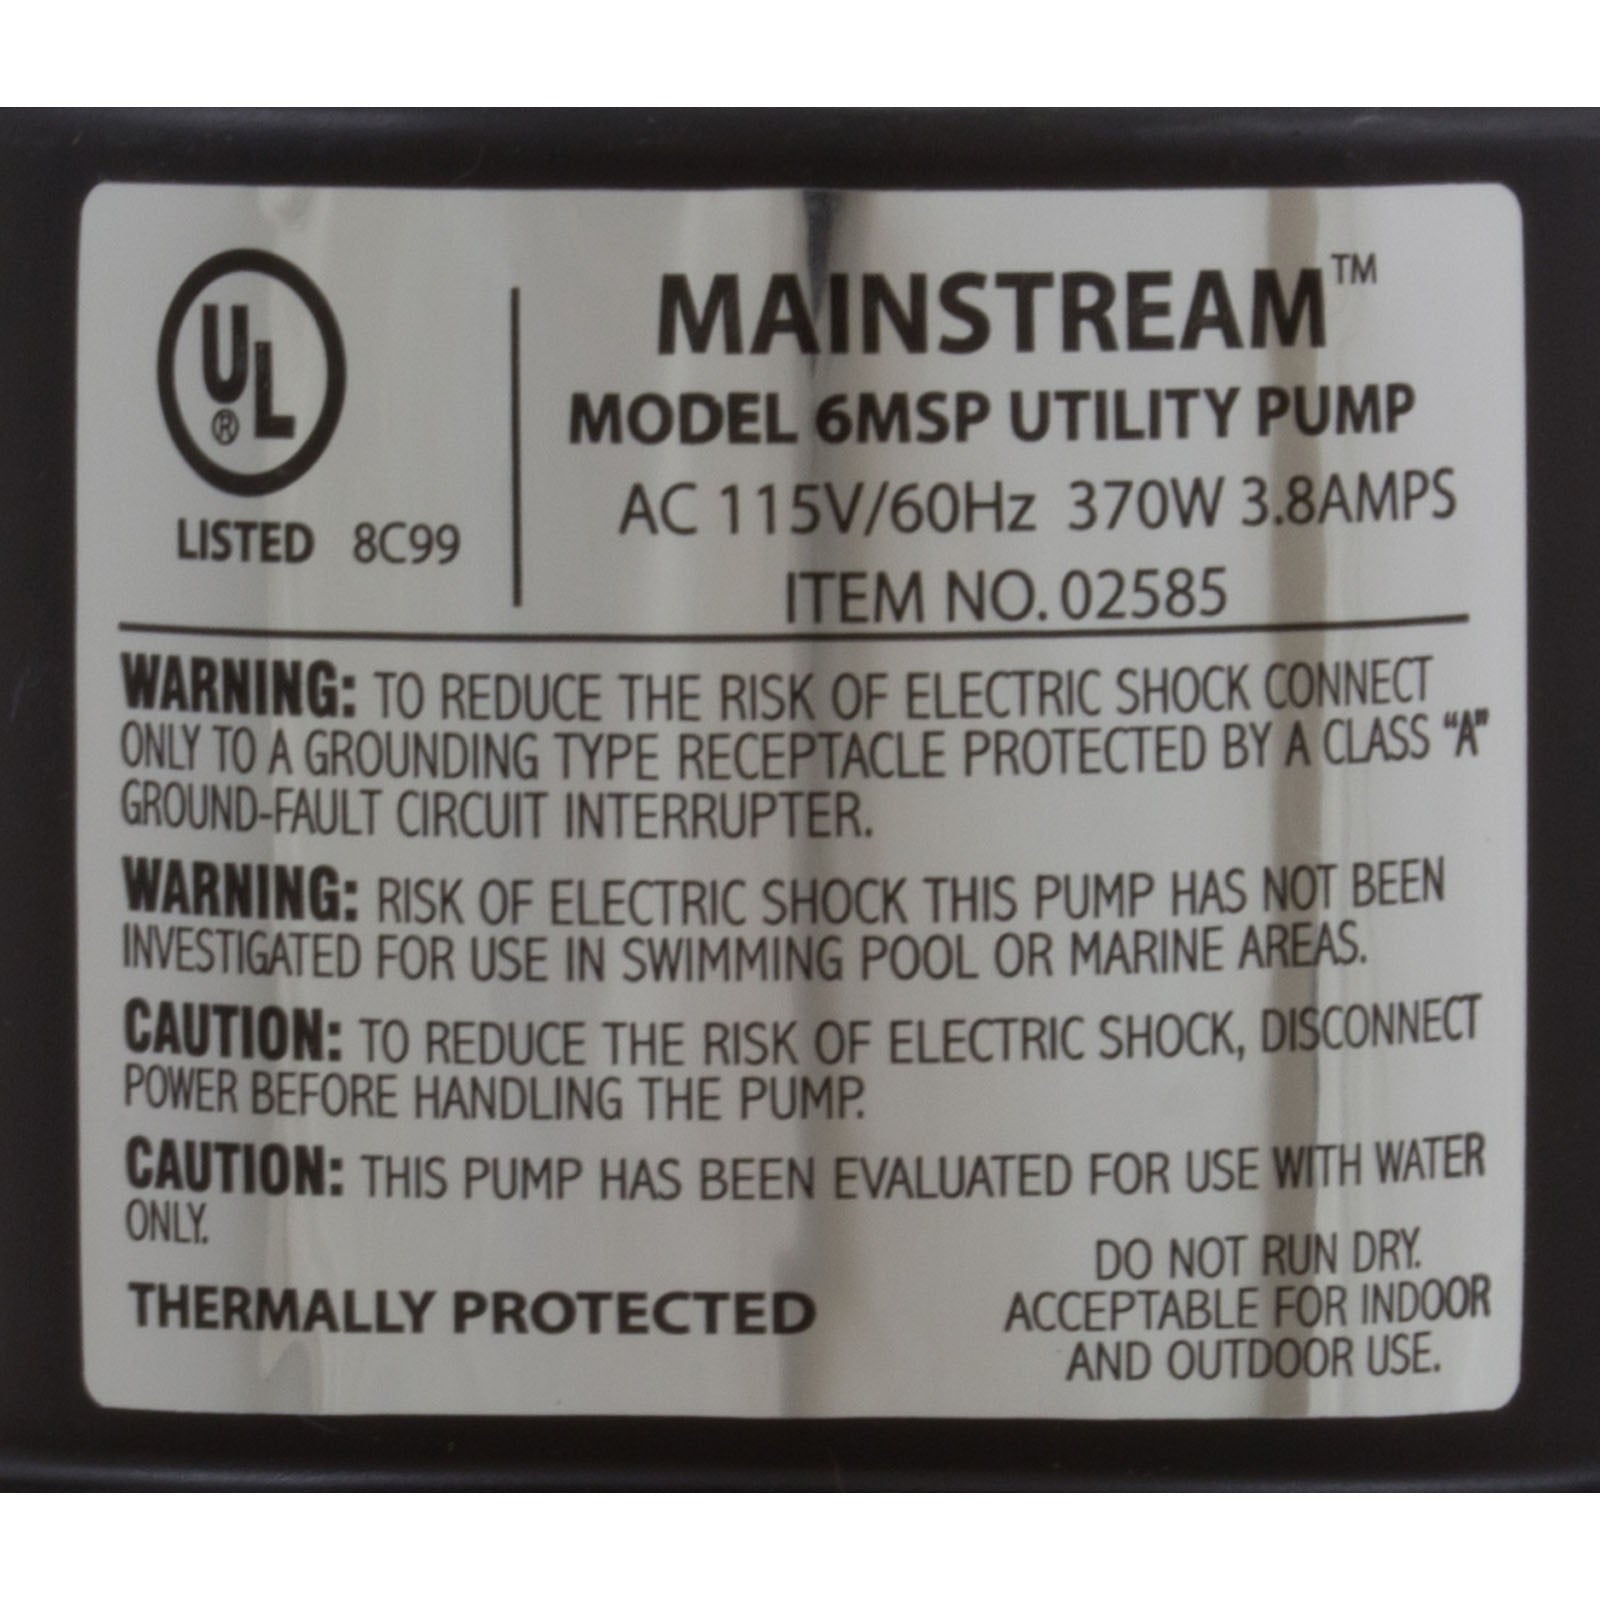 UL
®
LISTED 8C99
MAINSTREAM™
MODEL 6MSP UTILITY PUMP
AC 115V/60Hz 370W 3.8AMPS
ITEM NO. 02585
WARNING: TO REDUCE THE RISK OF ELECTRIC SHOCK CONNECT
ONLY TO A GROUNDING TYPE RECEPTACLE PROTECTED BY A CLASS "A"
GROUND-FAULT CIRCUIT INTERRUPTER.
WARNING: RISK OF ELECTRIC SHOCK THIS PUMP HAS NOT BEEN
INVESTIGATED FOR USE IN SWIMMING POOL OR MARINE AREAS.
CAUTION: TO REDUCE THE RISK OF ELECTRIC SHOCK, DISCONNECT
POWER BEFORE HANDLING THE PUMP.
CAUTION: THIS PUMP HAS BEEN EVALUATED FOR USE WITH WATER
ONLY.
THERMALLY PROTECTED
DO NOT RUN DRY.
ACCEPTABLE FOR INDOOR
AND OUTDOOR USE.